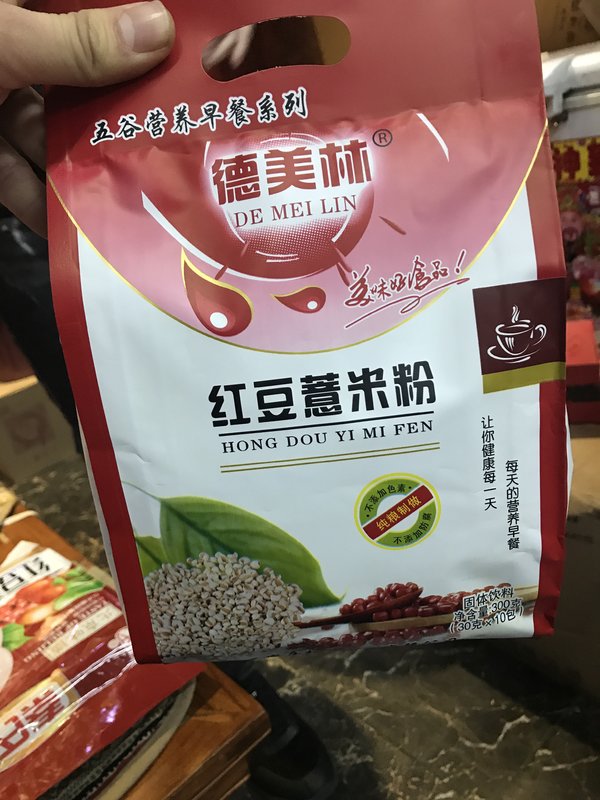 五谷营养早餐系列
德美林®
DE MEI LIN
美味好食品!
红豆薏米粉
HONG DOU YI MI FEN
每天的营养早餐
让你健康每一天
不添加色素
纯粮制做
不添加防腐
固体饮料
净含量300克
(30克×10包)